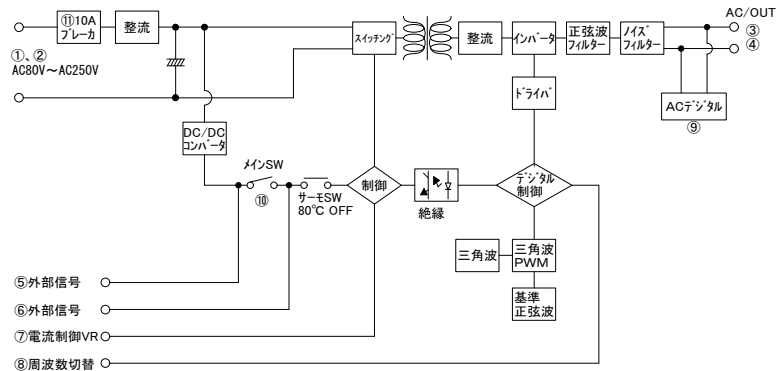 ⑪10A
ブレーカ
整流
①、②
AC80V～AC250V
スイッチング
整流
インバータ
正弦波
フィルター
ノイズ
フィルター
AC/OUT
③
④
ドライバ
ACデジタル
⑨
DC/DC
コンバータ
メインSW
⑩
サーモSW
80℃ OFF
制御
絶縁
デジタル
制御
三角波
三角波
PWM
基準
正弦波
⑤外部信号
⑥外部信号
⑦電流制御VR
⑧周波数切替